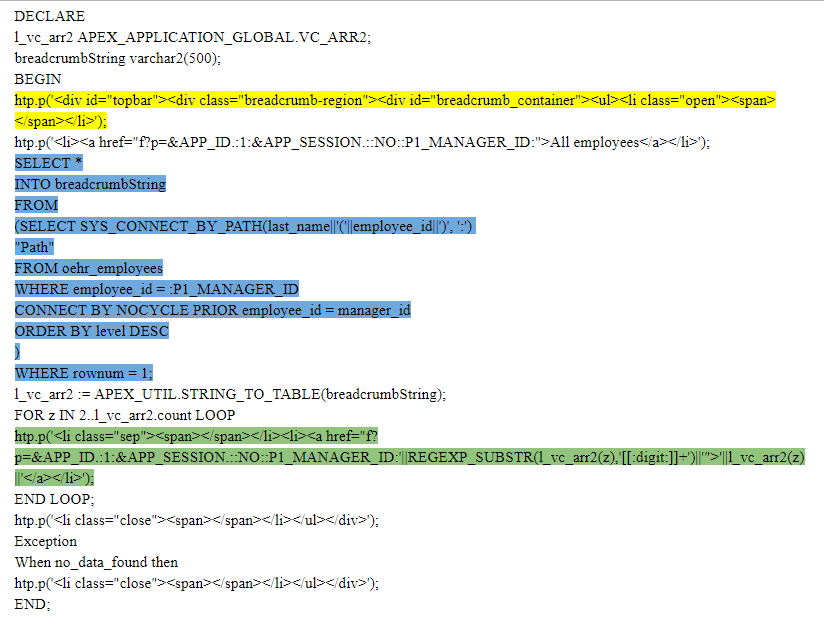 DECLARE
l_vc_arr2 APEX_APPLICATION_GLOBAL.VC_ARR2;
breadcrumbString varchar2(500);
BEGIN
htp.p('<div id="topbar"><div class="breadcrumb-region"><div id="breadcrumb_container"><ul><li class="open"><span>
</span></li>');
htp.p('<li><a href="f?p=&APP_ID.:1:&APP_SESSION.::NO::P1_MANAGER_ID:">All employees</a></li>');
SELECT *
INTO breadcrumbString
FROM
(SELECT SYS_CONNECT_BY_PATH(last_name||'('||employee_id||')', ':')
"Path"
FROM oehr_employees
WHERE employee_id = :P1_MANAGER_ID
CONNECT BY NOCYCLE PRIOR employee_id = manager_id
ORDER BY level DESC
)
WHERE rownum = 1;
l_vc_arr2 := APEX_UTIL.STRING_TO_TABLE(breadcrumbString);
FOR z IN 2..l_vc_arr2.count LOOP
htp.p('<li class="sep"><span></span></li><li><a href="f?
p=&APP_ID.:1:&APP_SESSION.::NO::P1_MANAGER_ID:'||REGEXP_SUBSTR(l_vc_arr2(z),'[[:digit:]]+')||'">'||l_vc_arr2(z)
||'</a></li>');
END LOOP;
htp.p('<li class="close"><span></span></li></ul></div>');
Exception
When no_data_found then
htp.p('<li class="close"><span></span></li></ul></div>');
END;